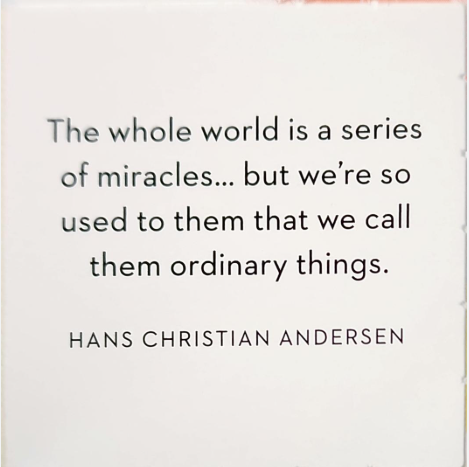 The whole world is a series
of miracles... but we’re so
used to them that we call
them ordinary things.
HANS CHRISTIAN ANDERSEN